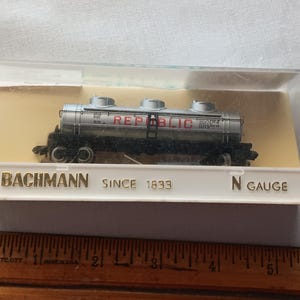 REPUBLIC
BACHMANN SINCE 1833 N GAUGE
1 2 3 4 5